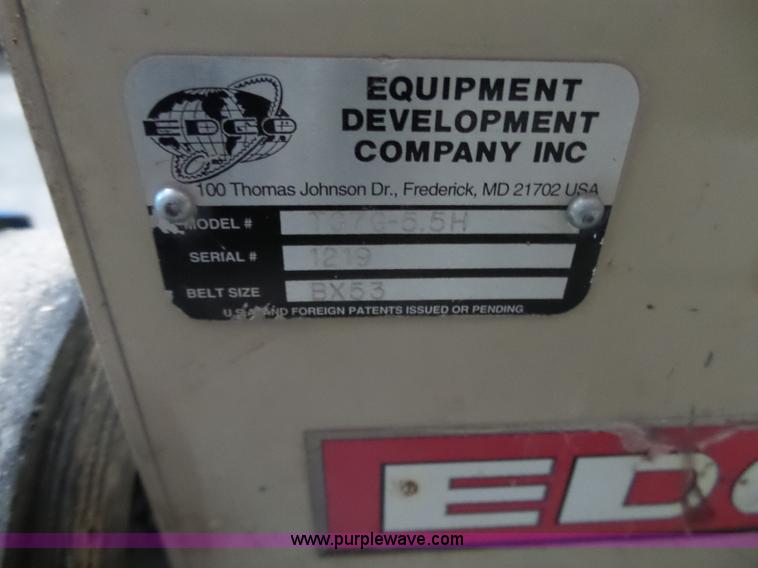 EDCO
EQUIPMENT
DEVELOPMENT
COMPANY INC
100 Thomas Johnson Dr., Frederick, MD 21702 USA
MODEL # TG7G-5.5H
SERIAL # 1219
BELT SIZE BX53
U.S. AND FOREIGN PATENTS ISSUED OR PENDING
EDC
www.purplewave.com